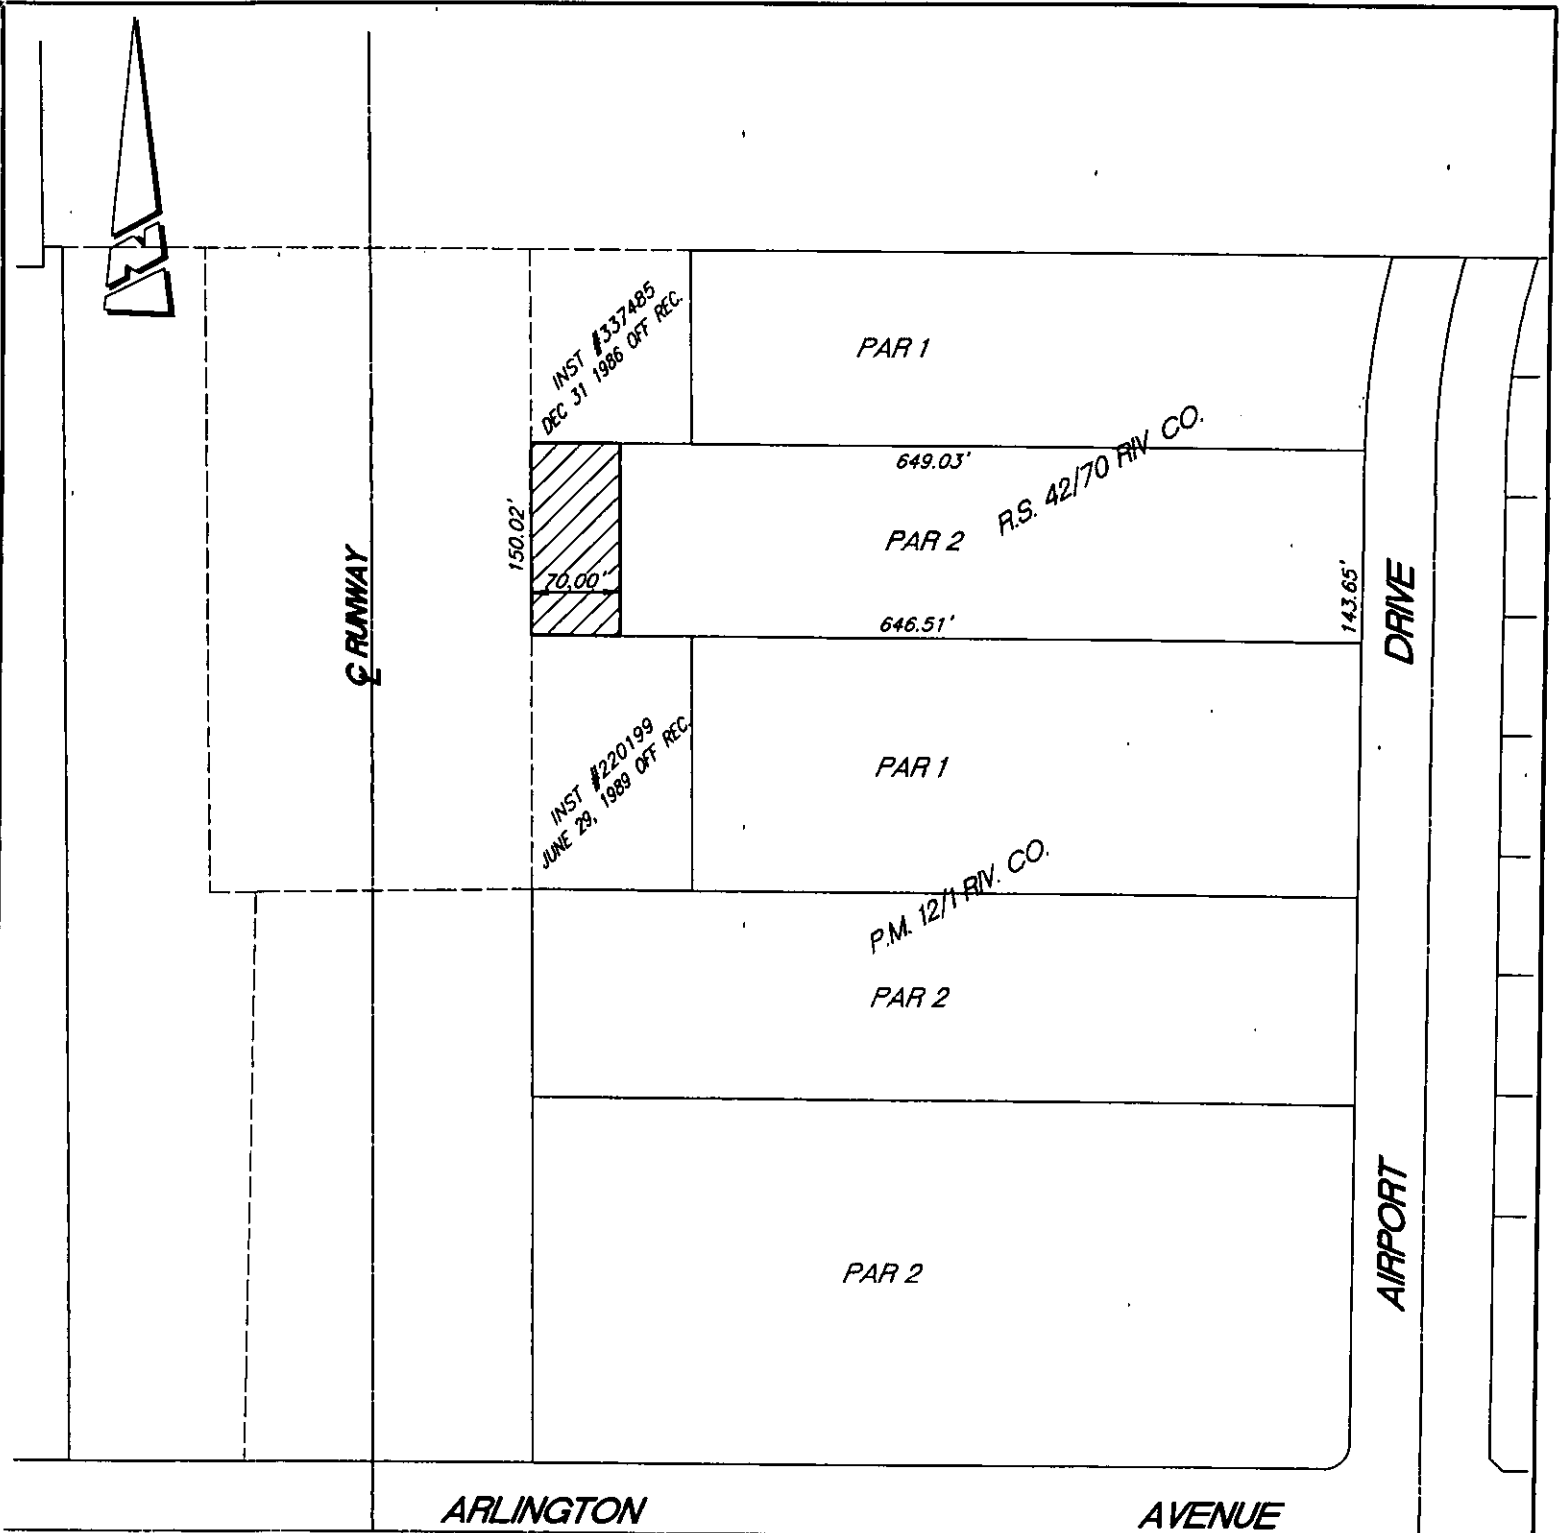 N
INST #337485
DEC 31 1986 OFF REC.
PAR 1
649.03'
R.S. 42/70 RIV. CO.
150.02'
PAR 2
70.00'
℄ RUNWAY
143.65'
DRIVE
646.51'
INST #220199
JUNE 29, 1989 OFF REC.
PAR 1
P.M. 12/1 RIV. CO.
PAR 2
AIRPORT
PAR 2
ARLINGTON AVENUE